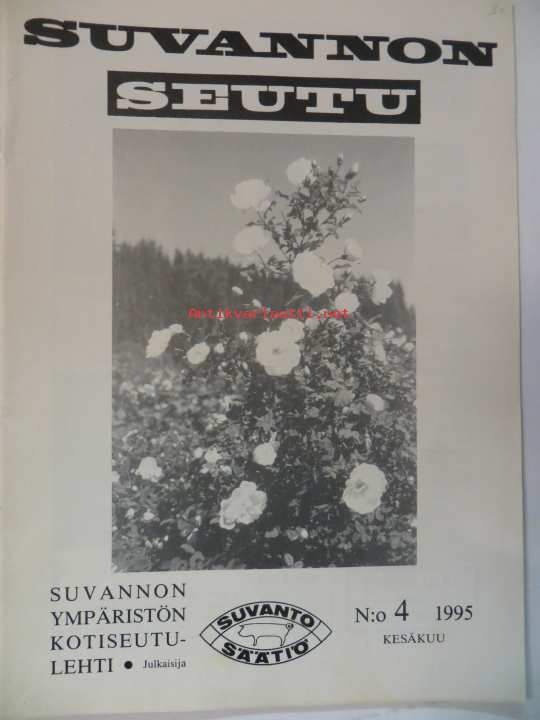 SUVANNON
SEUTU
Antikvariaatti.net
SUVANNON
YMPÄRISTÖN
KOTISEUTU-
LEHTI ● Julkaisija
SUVANTO
SÄÄTIÖ
N:o 4 1995
KESÄKUU